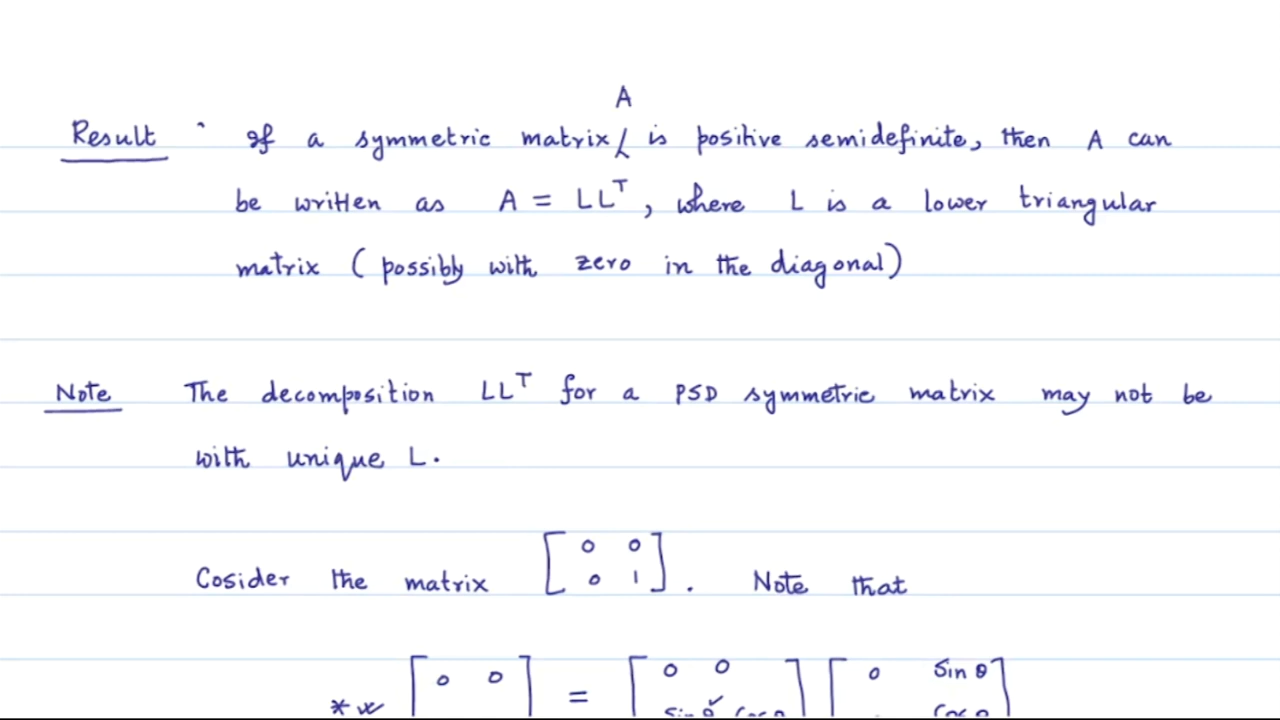 A
Result : If a symmetric matrix is positive semidefinite, then A can
be written as A = LLᵀ, where L is a lower triangular
matrix (possibly with zero in the diagonal)
Note The decomposition LLᵀ for a PSD symmetric matrix may not be
with unique L.
Cosider the matrix [0 0
0 1]. Note that
** [0 0] = [0 0] [0 sin θ]